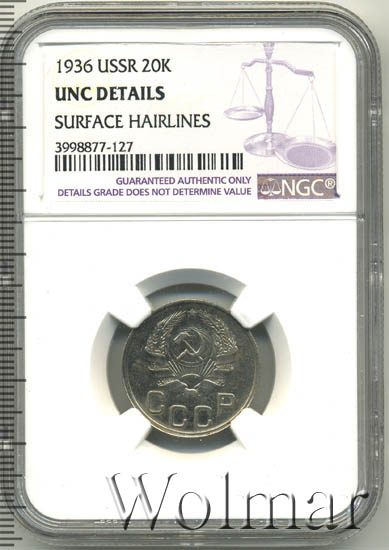 1936 USSR 20K
UNC DETAILS
SURFACE HAIRLINES
3998877-127
GUARANTEED AUTHENTIC ONLY
DETAILS GRADE DOES NOT DETERMINE VALUE
NGC®
СССР
Wolmar